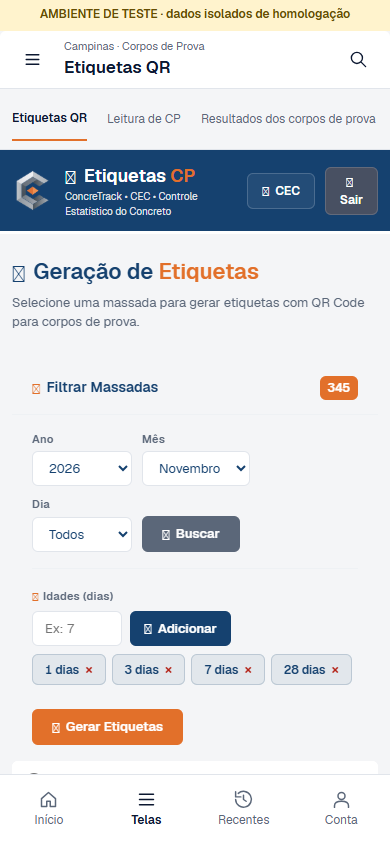 AMBIENTE DE TESTE · dados isolados de homologação
Campinas · Corpos de Prova
Etiquetas QR
Etiquetas QR
Leitura de CP
Resultados dos corpos de prova
Etiquetas CP
ConcreTrack • CEC • Controle
Estatístico do Concreto
CEC
Sair
Geração de Etiquetas
Selecione uma massada para gerar etiquetas com QR Code
para corpos de prova.
Filtrar Massadas
345
Ano
Mês
2026
Novembro
Dia
Todos
Buscar
Idades (dias)
Ex: 7
Adicionar
1 dias ×
3 dias ×
7 dias ×
28 dias ×
Gerar Etiquetas
Início
Telas
Recentes
Conta